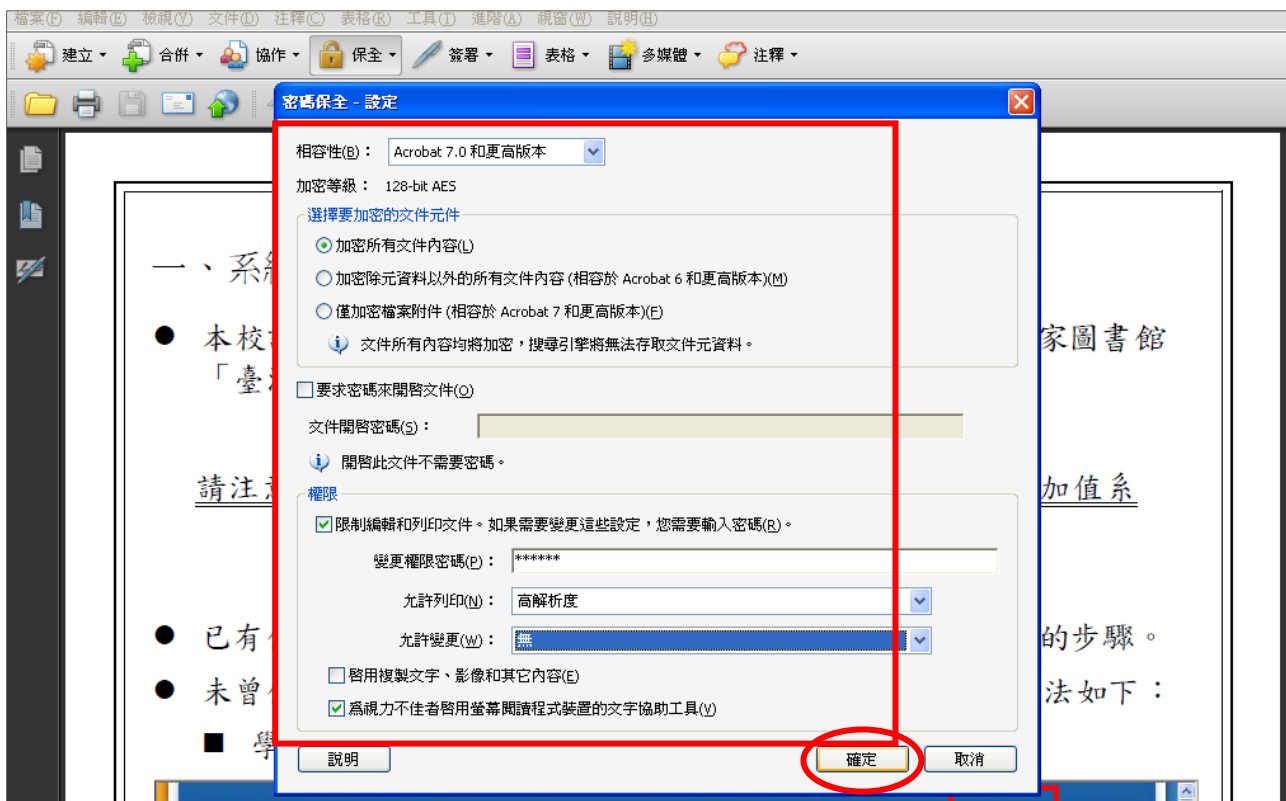 檔案(F) 編輯(E) 檢視(V) 文件(D) 注釋(C) 表格(R) 工具(T) 進階(A) 視窗(W) 說明(H)
建立 合併 協作 保全 簽署 表格 多媒體 注釋
密碼保全 - 設定
相容性(B)： Acrobat 7.0 和更高版本
加密等級： 128-bit AES
選擇要加密的文件元件
加密所有文件內容(L)
一、系
加密除元資料以外的所有文件內容 (相容於 Acrobat 6 和更高版本)(M)
僅加密檔案附件 (相容於 Acrobat 7 和更高版本)(F)
● 本校 家圖書館
文件所有內容均將加密，搜尋引擎將無法存取文件元資料。
「臺
要求密碼來開啓文件(O)
文件開啓密碼(S)：
開啓此文件不需要密碼。
請注 加值系
權限
限制編輯和列印文件。如果需要變更這些設定，您需要輸入密碼(R)。
變更權限密碼(P)： ******
允許列印(N)： 高解析度
● 已有 的步驟。
允許變更(W)： 無
啓用複製文字、影像和其它內容(E)
● 未曾 法如下：
爲視力不佳者啓用螢幕閱讀程式裝置的文字協助工具(V)
■ 學
說明 確定 取消